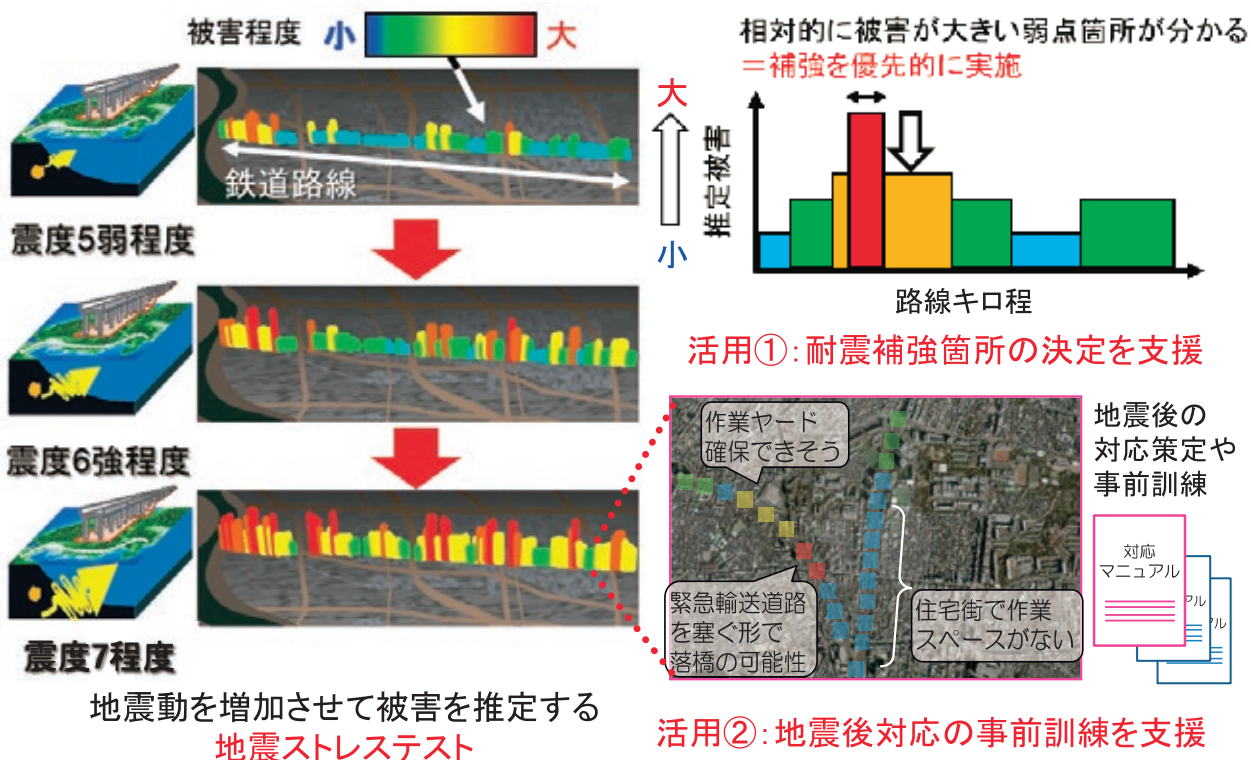 被害程度 小 大
鉄道路線
震度5弱程度
震度6強程度
震度7程度
地震動を増加させて被害を推定する
地震ストレステスト
相対的に被害が大きい弱点箇所が分かる
＝補強を優先的に実施
大
小
推定被害
路線キロ程
活用①:耐震補強箇所の決定を支援
作業ヤード
確保できそう
緊急輸送道路
を塞ぐ形で
落橋の可能性
住宅街で作業
スペースがない
地震後の
対応策定や
事前訓練
対応
マニュアル
アル
アル
活用②:地震後対応の事前訓練を支援